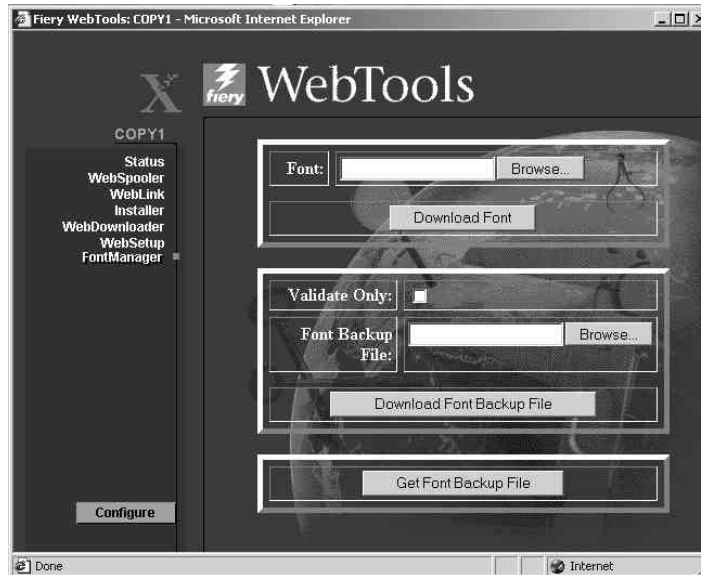 Fiery WebTools: COPY1 - Microsoft Internet Explorer
X
fiery
WebTools
COPY1
Status
WebSpooler
WebLink
Installer
WebDownloader
WebSetup
FontManager
Configure
Font:
Browse...
Download Font
Validate Only:
Font Backup
File:
Browse...
Download Font Backup File
Get Font Backup File
Done
Internet